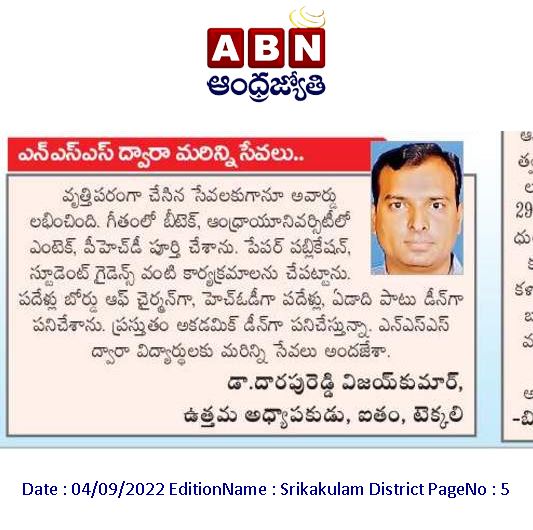 ABN
ఆంధ్రజ్యోతి
ఎన్ఎస్ఎస్ ద్వారా మరిన్ని సేవలు..
వృత్తిపరంగా చేసిన సేవలకుగానూ అవార్డు
లభించింది. గీతంలో బీటెక్, ఆంధ్రాయూనివర్సిటీలో
ఎంటెక్, పీహెచ్‌డీ పూర్తి చేశాను. పేపర్ పబ్లికేషన్,
స్టూడెంట్ గైడెన్స్ వంటి కార్యక్రమాలను చేపట్టాను.
పదేళ్లు బోర్డు ఆఫ్ చైర్మన్‌గా, హెచ్ఓడీగా పదేళ్లు, ఏడాది పాటు డీన్‌గా
పనిచేశాను. ప్రస్తుతం అకడమిక్ డీన్‌గా పనిచేస్తున్నా. ఎన్ఎస్ఎస్
ద్వారా విద్యార్థులకు మరిన్ని సేవలు అందజేశా.
డా.దారపురెడ్డి విజయ్‌కుమార్,
ఉత్తమ అధ్యాపకుడు, ఐతం, టెక్కలి
29
Date : 04/09/2022 EditionName : Srikakulam District PageNo : 5